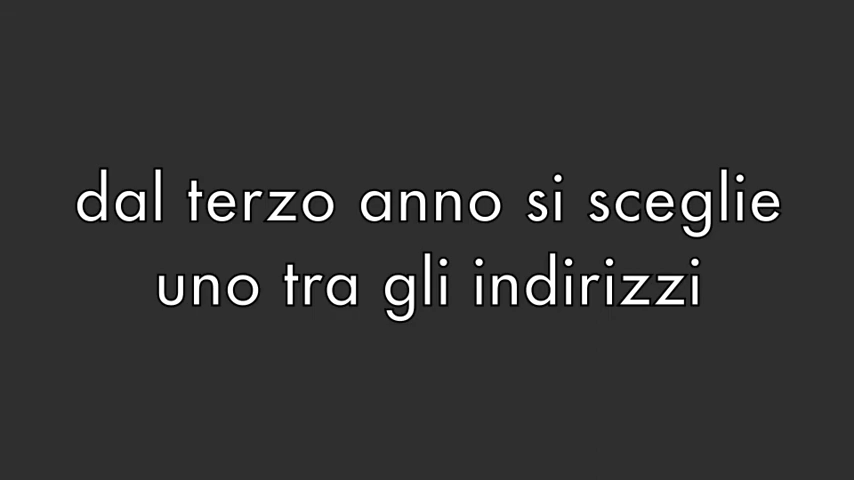 dal terzo anno si sceglie
uno tra gli indirizzi